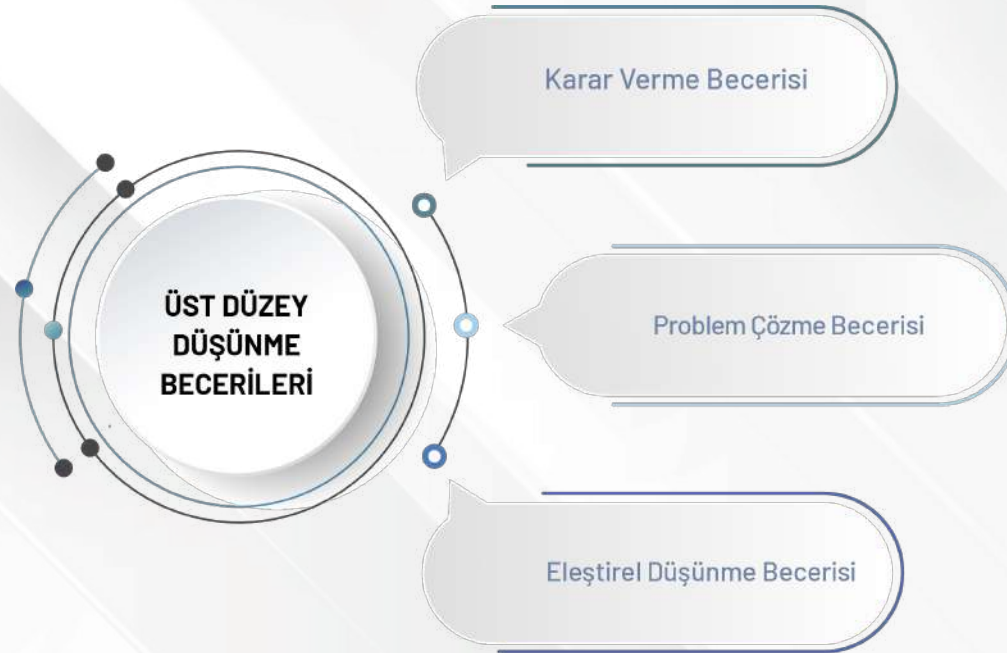 Karar Verme Becerisi
ÜST DÜZEY
DÜŞÜNME
BECERİLERİ
Problem Çözme Becerisi
Eleştirel Düşünme Becerisi